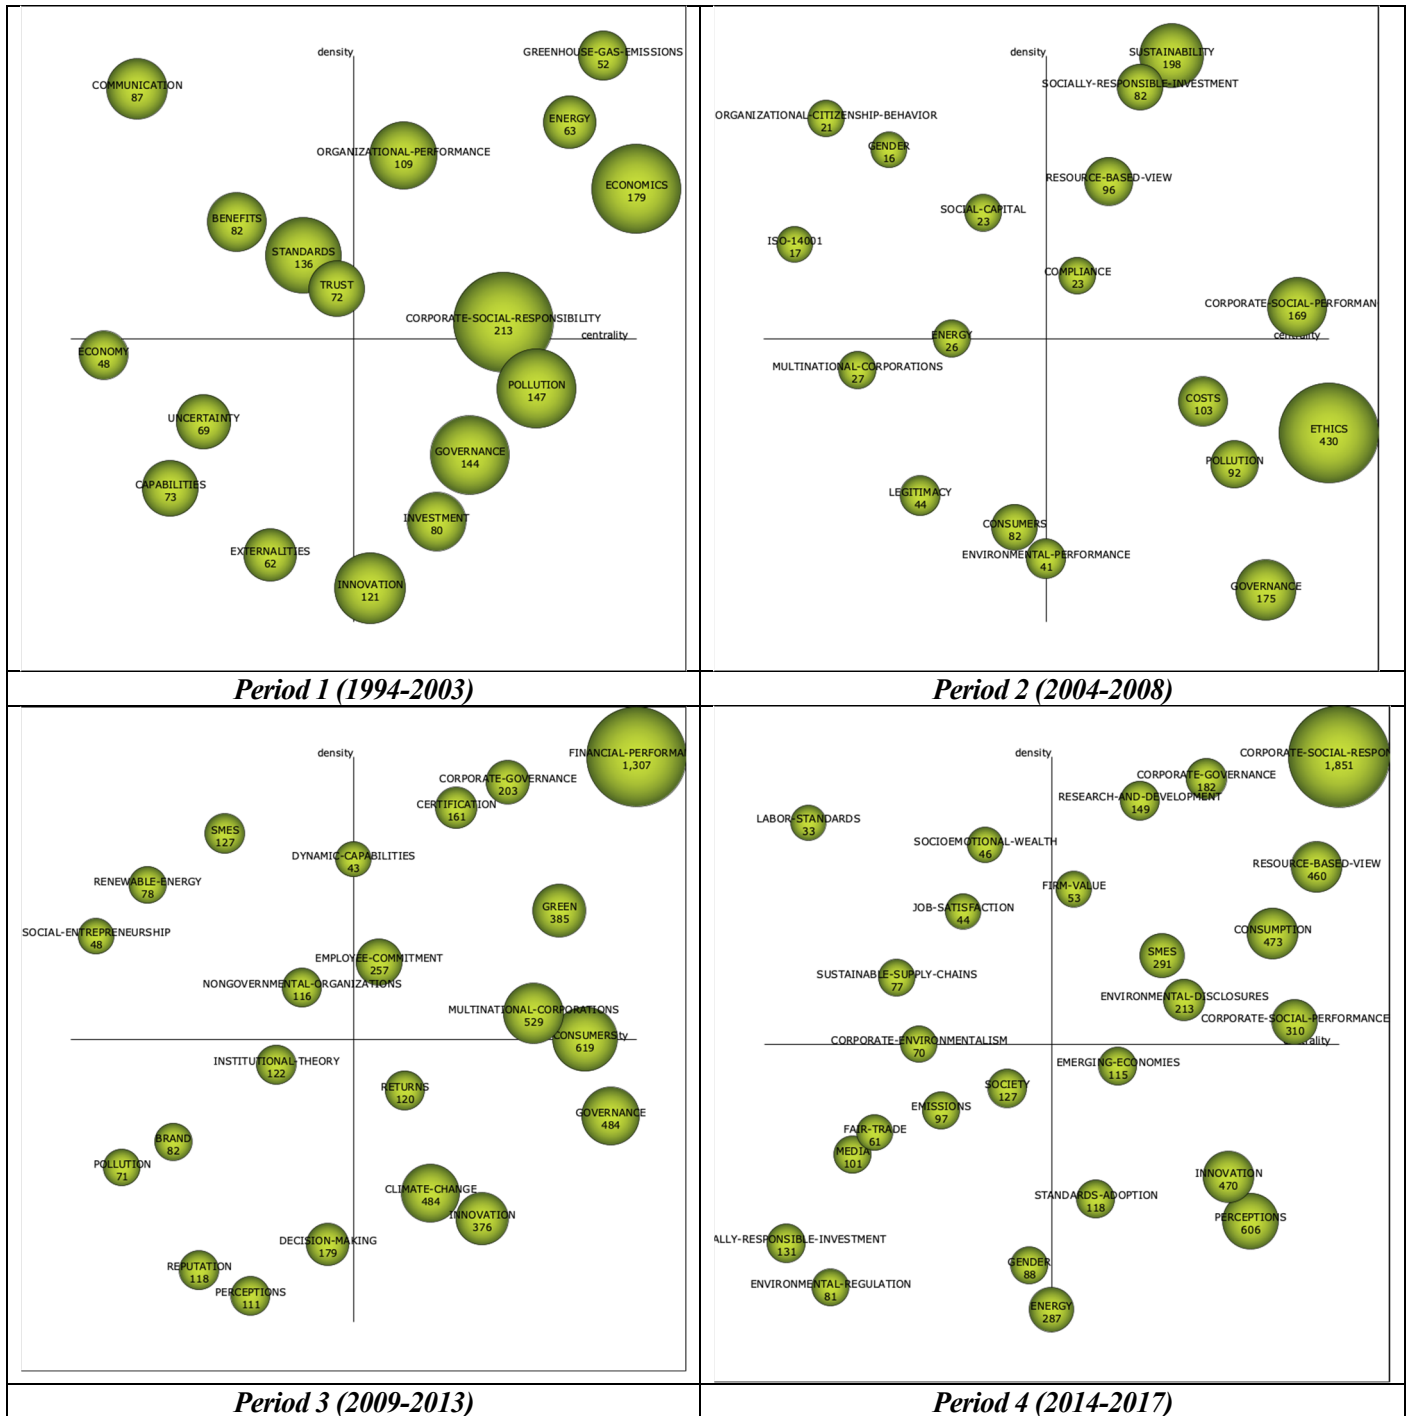 density
GREENHOUSE-GAS-EMISSIONS
52
COMMUNICATION
87
ENERGY
63
ORGANIZATIONAL-PERFORMANCE
109
ECONOMICS
179
BENEFITS
82
STANDARDS
136
TRUST
72
CORPORATE-SOCIAL-RESPONSIBILITY
213
centrality
ECONOMY
48
POLLUTION
147
UNCERTAINTY
69
GOVERNANCE
144
CAPABILITIES
73
INVESTMENT
80
EXTERNALITIES
62
INNOVATION
121
Period 1 (1994-2003)
density
SUSTAINABILITY
198
SOCIALLY-RESPONSIBLE-INVESTMENT
82
ORGANIZATIONAL-CITIZENSHIP-BEHAVIOR
21
GENDER
16
RESOURCE-BASED-VIEW
96
SOCIAL-CAPITAL
23
ISO-14001
17
COMPLIANCE
23
CORPORATE-SOCIAL-PERFORMAN
169
centrality
ENERGY
26
MULTINATIONAL-CORPORATIONS
27
COSTS
103
ETHICS
430
POLLUTION
92
LEGITIMACY
44
CONSUMERS
82
ENVIRONMENTAL-PERFORMANCE
41
GOVERNANCE
175
Period 2 (2004-2008)
density
FINANCIAL-PERFORMA
1,307
CORPORATE-GOVERNANCE
203
CERTIFICATION
161
SMES
127
DYNAMIC-CAPABILITIES
43
RENEWABLE-ENERGY
78
GREEN
385
SOCIAL-ENTREPRENEURSHIP
48
EMPLOYEE-COMMITMENT
257
NONGOVERNMENTAL-ORGANIZATIONS
116
MULTINATIONAL-CORPORATIONS
529
CONSUMERS
619
INSTITUTIONAL-THEORY
122
RETURNS
120
GOVERNANCE
484
BRAND
82
POLLUTION
71
CLIMATE-CHANGE
484
INNOVATION
376
DECISION-MAKING
179
REPUTATION
118
PERCEPTIONS
111
Period 3 (2009-2013)
density
CORPORATE-SOCIAL-RESPON
1,851
CORPORATE-GOVERNANCE
182
RESEARCH-AND-DEVELOPMENT
149
LABOR-STANDARDS
33
SOCIOEMOTIONAL-WEALTH
46
RESOURCE-BASED-VIEW
460
FIRM-VALUE
53
JOB-SATISFACTION
44
CONSUMPTION
473
SMES
291
SUSTAINABLE-SUPPLY-CHAINS
77
ENVIRONMENTAL-DISCLOSURES
213
CORPORATE-SOCIAL-PERFORMANCE
310
CORPORATE-ENVIRONMENTALISM
70
EMERGING-ECONOMIES
115
SOCIETY
127
EMISSIONS
97
FAIR-TRADE
61
MEDIA
101
INNOVATION
470
STANDARDS-ADOPTION
118
PERCEPTIONS
606
ALLY-RESPONSIBLE-INVESTMENT
131
GENDER
88
ENVIRONMENTAL-REGULATION
81
ENERGY
287
Period 4 (2014-2017)